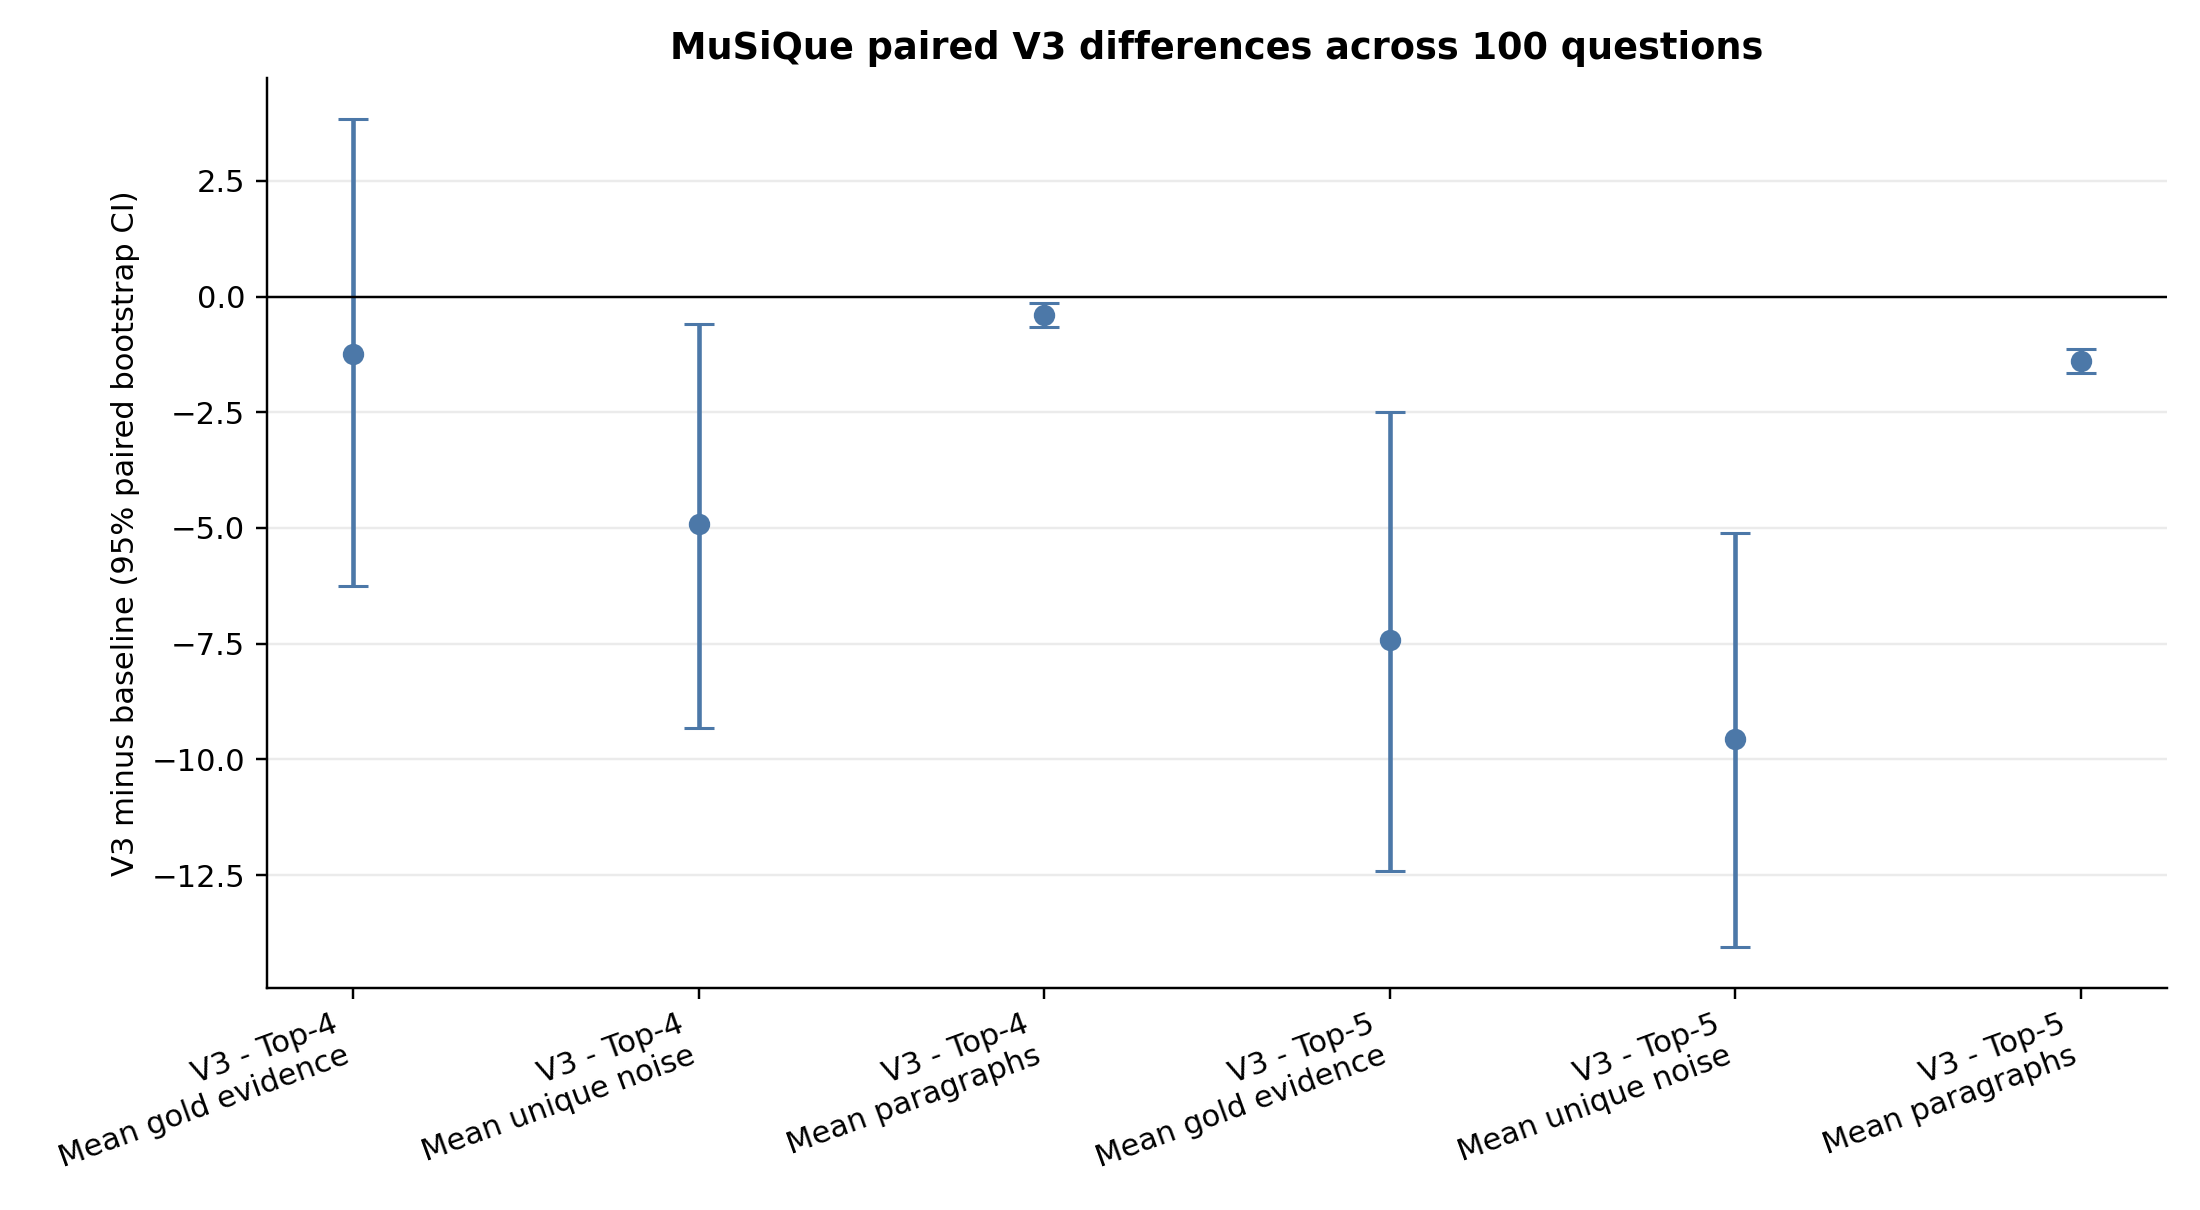 MuSiQue paired V3 differences across 100 questions
V3 minus baseline (95% paired bootstrap CI)
2.5
0.0
−2.5
−5.0
−7.5
−10.0
−12.5
V3 - Top-4
Mean gold evidence
V3 - Top-4
Mean unique noise
V3 - Top-4
Mean paragraphs
V3 - Top-5
Mean gold evidence
V3 - Top-5
Mean unique noise
V3 - Top-5
Mean paragraphs